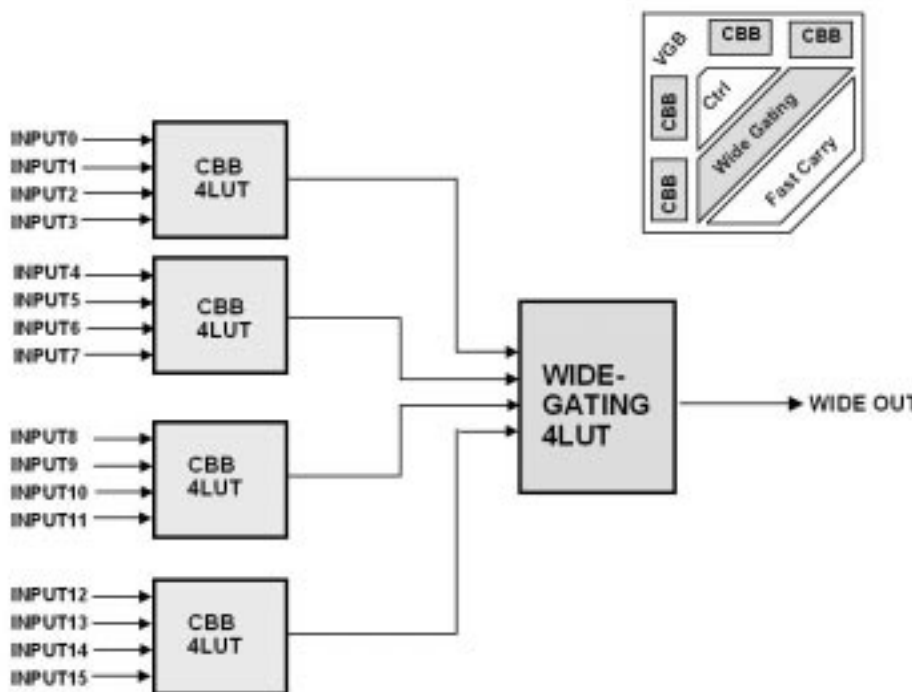 VGB
CBB
CBB
CBB
CBB
Ctrl
Wide Gating
Fast Carry
INPUT0
INPUT1
INPUT2
INPUT3
CBB
4LUT
INPUT4
INPUT5
INPUT6
INPUT7
CBB
4LUT
INPUT8
INPUT9
INPUT10
INPUT11
CBB
4LUT
INPUT12
INPUT13
INPUT14
INPUT15
CBB
4LUT
WIDE-
GATING
4LUT
WIDE OUT